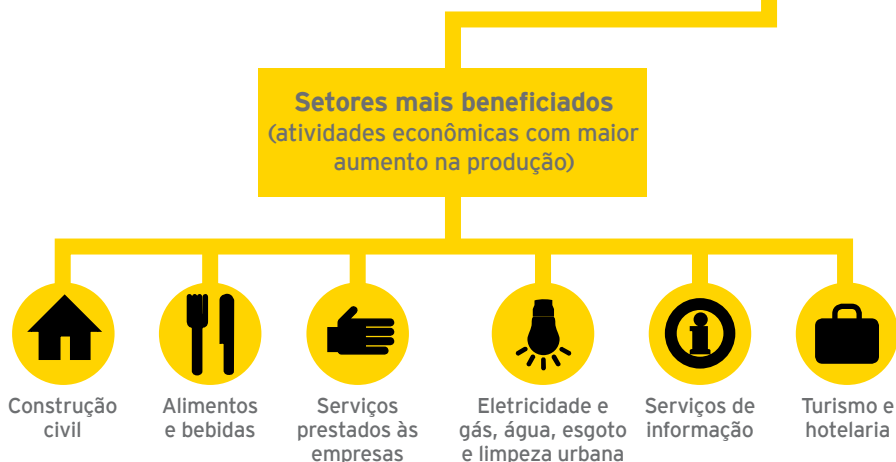 Setores mais beneficiados
(atividades econômicas com maior
aumento na produção)
Construção
civil
Alimentos
e bebidas
Serviços
prestados às
empresas
Eletricidade e
gás, água, esgoto
e limpeza urbana
Serviços de
informação
Turismo e
hotelaria